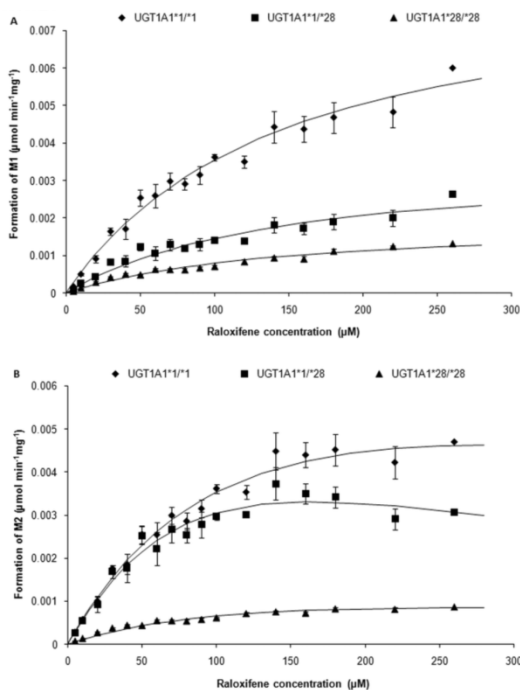 A
UGT1A1*1/*1 UGT1A1*1/*28 UGT1A1*28/*28
Formation of M1 (µmol min⁻¹mg⁻¹)
0.007
0.006
0.005
0.004
0.003
0.002
0.001
0
0 50 100 150 200 250 300
Raloxifene concentration (µM)
B
UGT1A1*1/*1 UGT1A1*1/*28 UGT1A1*28/*28
Formation of M2 (µmol min⁻¹mg⁻¹)
0.006
0.005
0.004
0.003
0.002
0.001
0
0 50 100 150 200 250 300
Raloxifene concentration (µM)